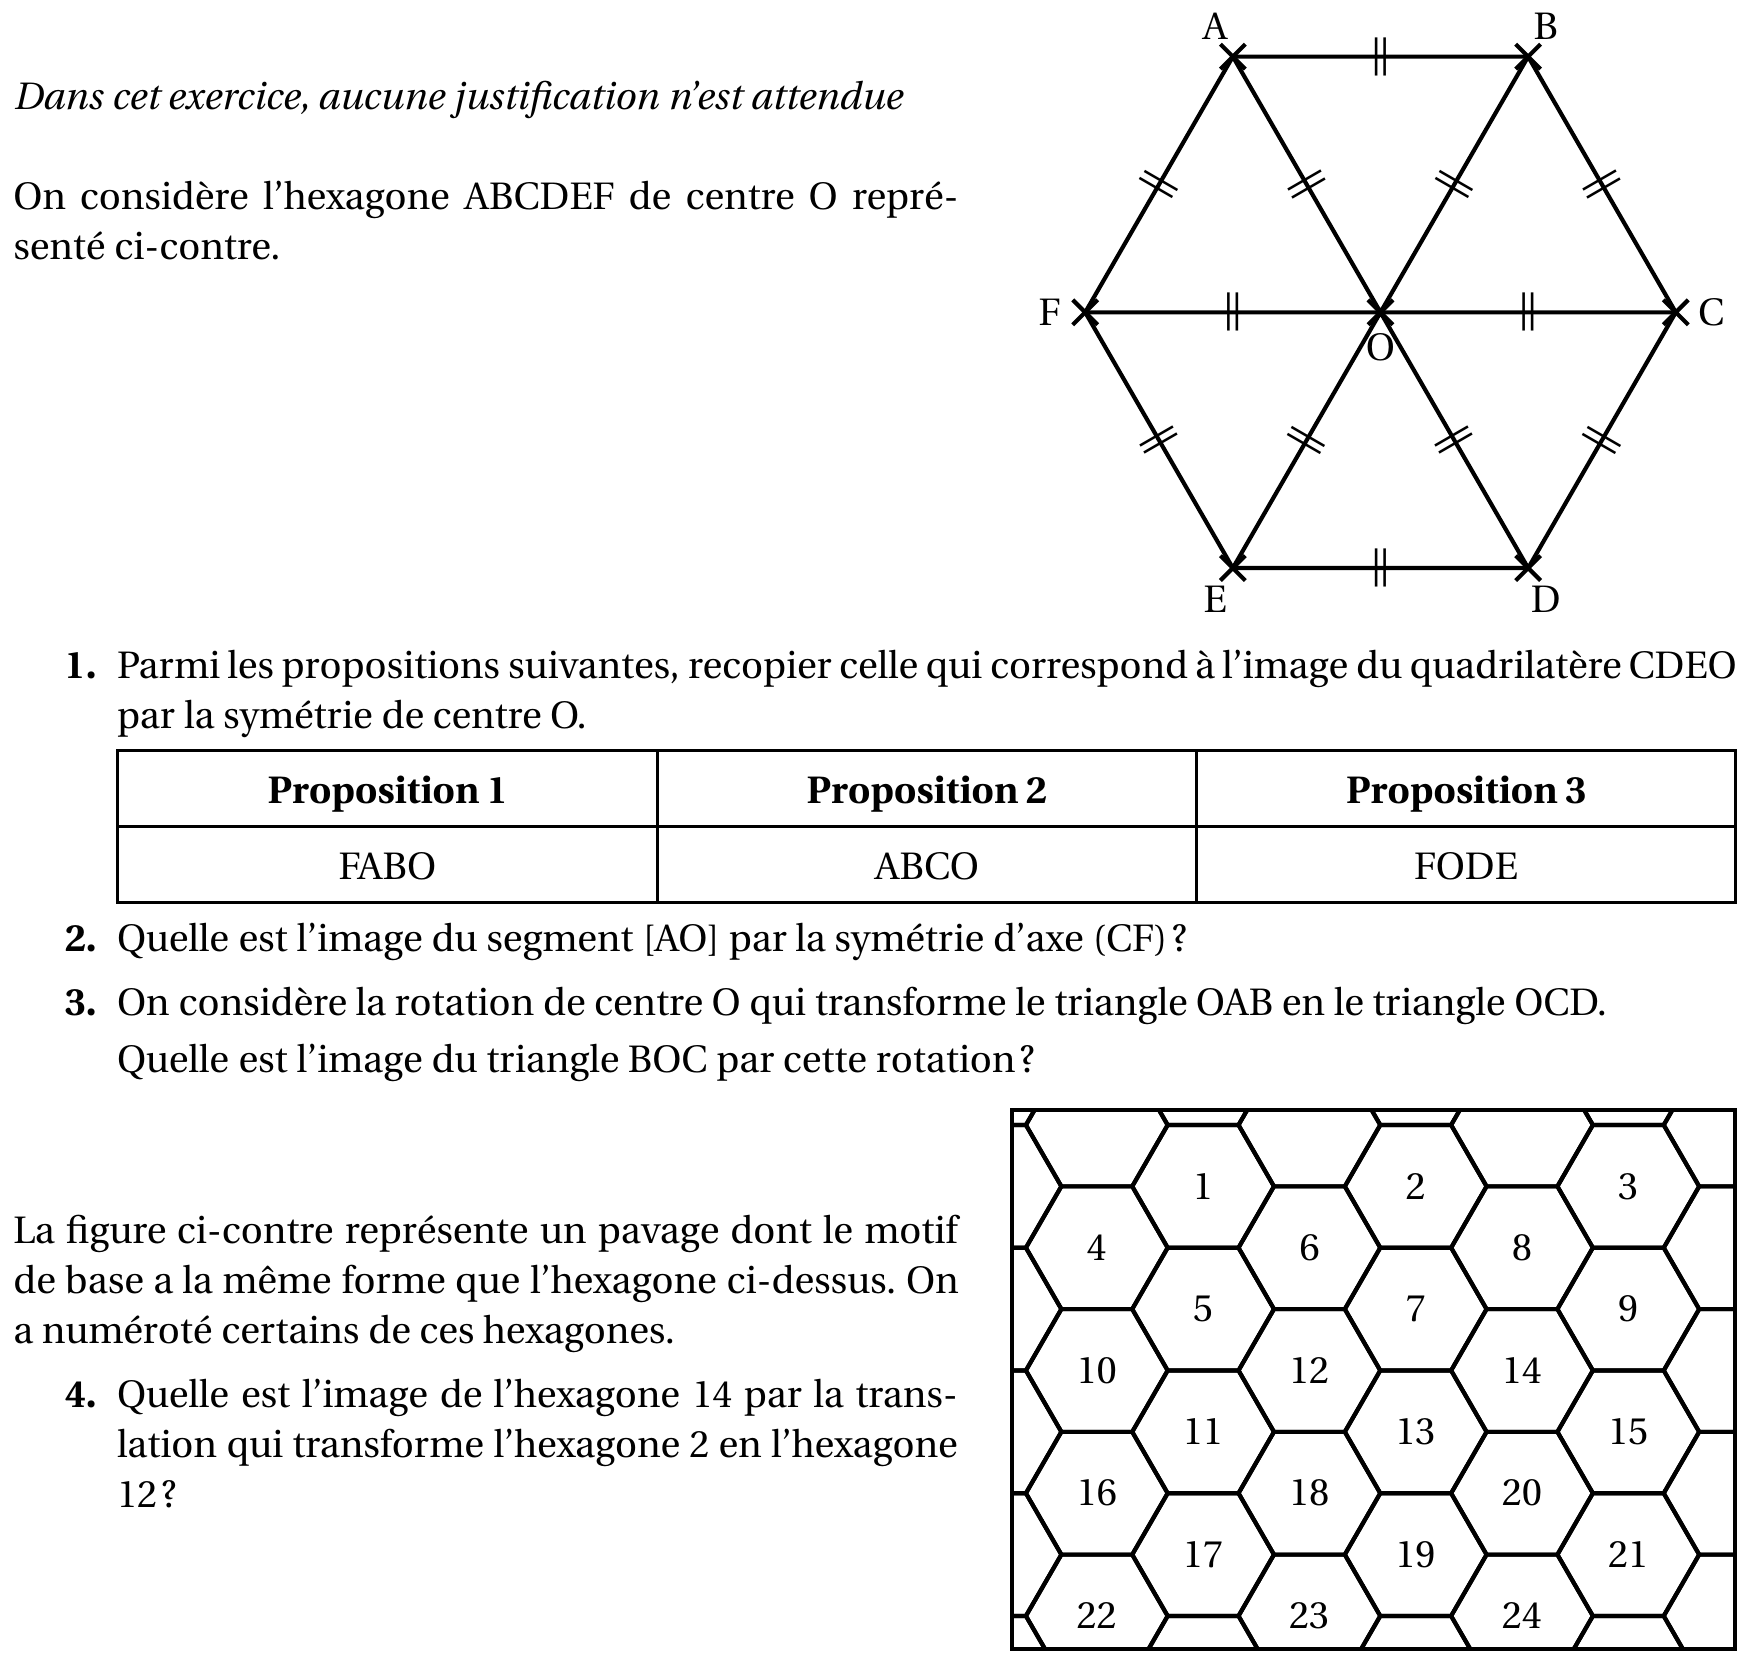 A
B
Dans cet exercice, aucune justification n'est attendue
On considère l'hexagone ABCDEF de centre O repré-
senté ci-contre.
F
C
O
E
D
1. Parmi les propositions suivantes, recopier celle qui correspond à l'image du quadrilatère CDEO
par la symétrie de centre O.
Proposition 1 Proposition 2 Proposition 3
FABO ABCO FODE
2. Quelle est l'image du segment [AO] par la symétrie d'axe (CF) ?
3. On considère la rotation de centre O qui transforme le triangle OAB en le triangle OCD.
Quelle est l'image du triangle BOC par cette rotation ?
La figure ci-contre représente un pavage dont le motif
de base a la même forme que l'hexagone ci-dessus. On
a numéroté certains de ces hexagones.
4. Quelle est l'image de l'hexagone 14 par la trans-
lation qui transforme l'hexagone 2 en l'hexagone
12 ?
1 2 3
4 6 8
5 7 9
10 12 14
11 13 15
16 18 20
17 19 21
22 23 24